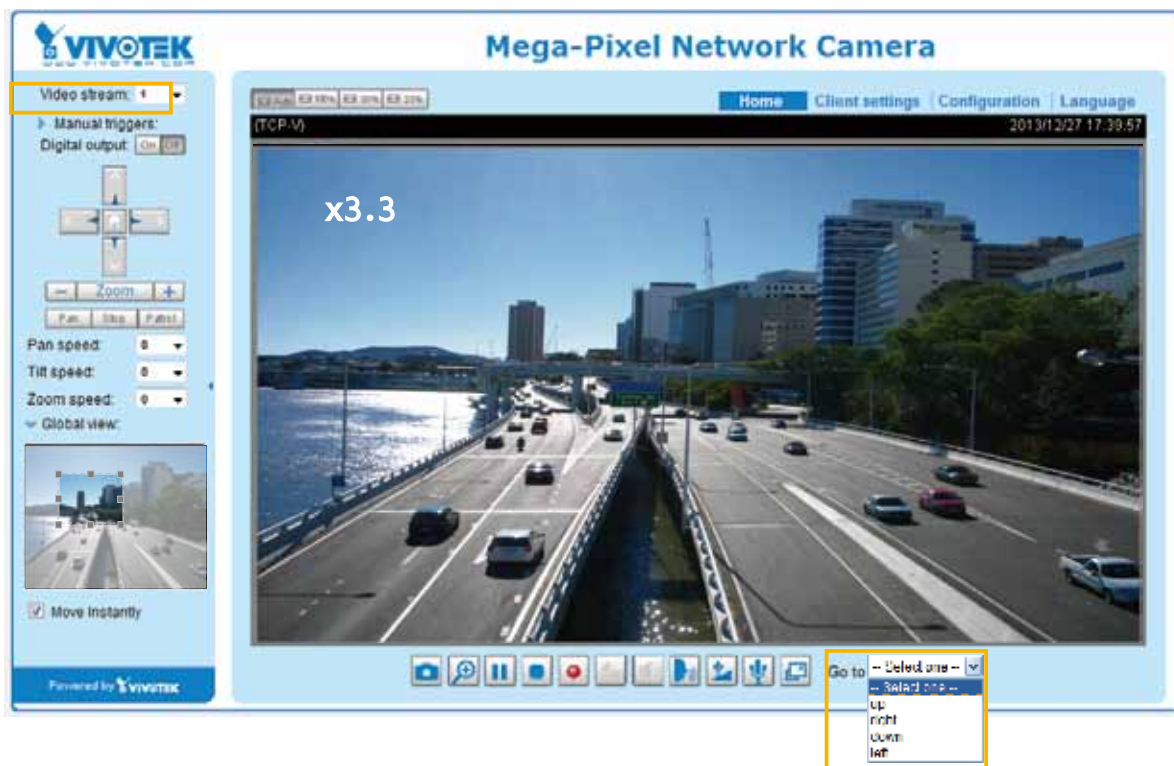 VIVOTEK
WWW.VIVOTEK.COM
Mega-Pixel Network Camera
Video stream: 1
Manual triggers:
Digital output: On Off
Zoom
Pan Stop Patrol
Pan speed: 0
Tilt speed: 0
Zoom speed: 0
Global view:
Move Instantly
Powered by VIVOTEK
Home Client settings Configuration Language
(TCP-V) 2013/12/27 17:39:57
x3.3
Go to -- Select one --
-- Select one --
up
right
down
left